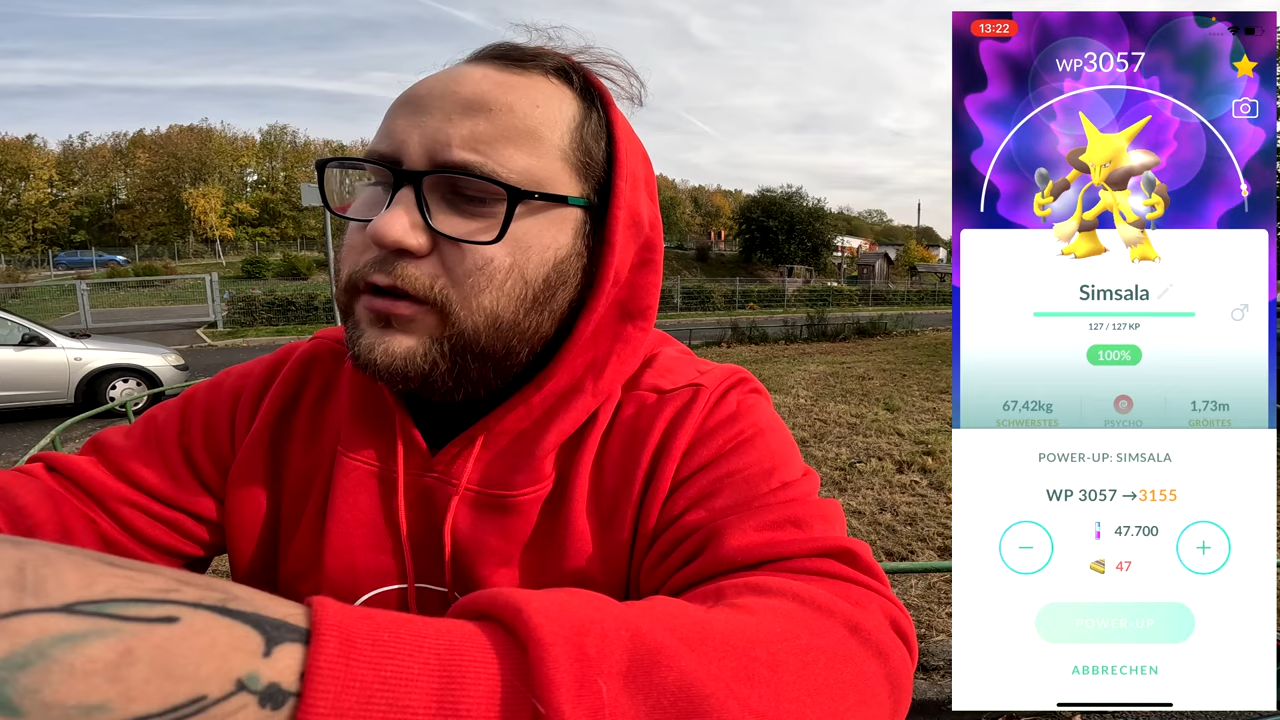 13:22
WP3057
Simsala
127 / 127 KP
100%
67,42kg
1,73m
SCHWERSTES
PSYCHO
GRÖßTES
POWER-UP: SIMSALA
WP 3057 →3155
47.700
47
POWER-UP
ABBRECHEN